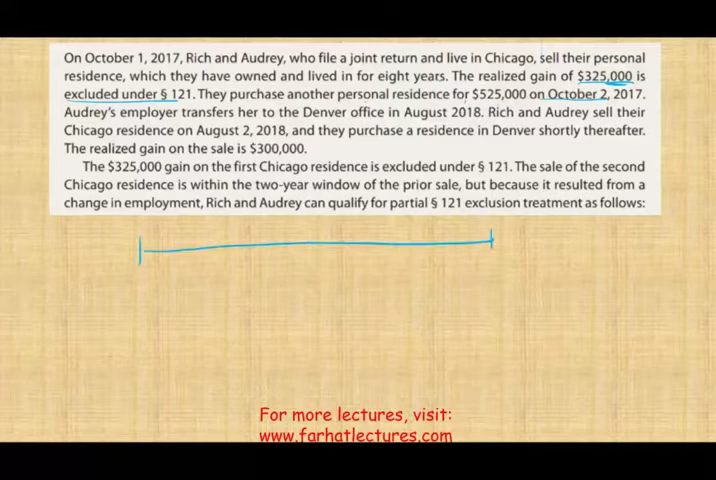 On October 1, 2017, Rich and Audrey, who file a joint return and live in Chicago, sell their personal
residence, which they have owned and lived in for eight years. The realized gain of $325,000 is
excluded under § 121. They purchase another personal residence for $525,000 on October 2, 2017.
Audrey's employer transfers her to the Denver office in August 2018. Rich and Audrey sell their
Chicago residence on August 2, 2018, and they purchase a residence in Denver shortly thereafter.
The realized gain on the sale is $300,000.
The $325,000 gain on the first Chicago residence is excluded under § 121. The sale of the second
Chicago residence is within the two-year window of the prior sale, but because it resulted from a
change in employment, Rich and Audrey can qualify for partial § 121 exclusion treatment as follows:
For more lectures, visit:
www.farhatlectures.com